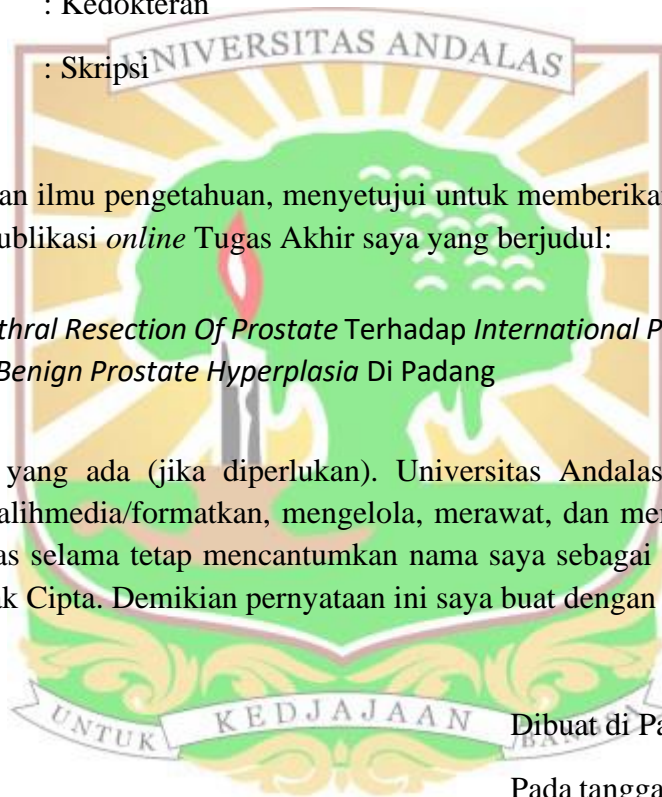 : Kedokteran
UNIVERSITAS ANDALAS
: Skripsi
an ilmu pengetahuan, menyetujui untuk memberika
ublikasi online Tugas Akhir saya yang berjudul:
thral Resection Of Prostate Terhadap International P
Benign Prostate Hyperplasia Di Padang
yang ada (jika diperlukan). Universitas Andalas
alihmedia/formatkan, mengelola, merawat, dan mer
as selama tetap mencantumkan nama saya sebagai
ak Cipta. Demikian pernyataan ini saya buat dengan
UNTUK KEDJAJAAN BANGSA
Dibuat di Pa
Pada tangga